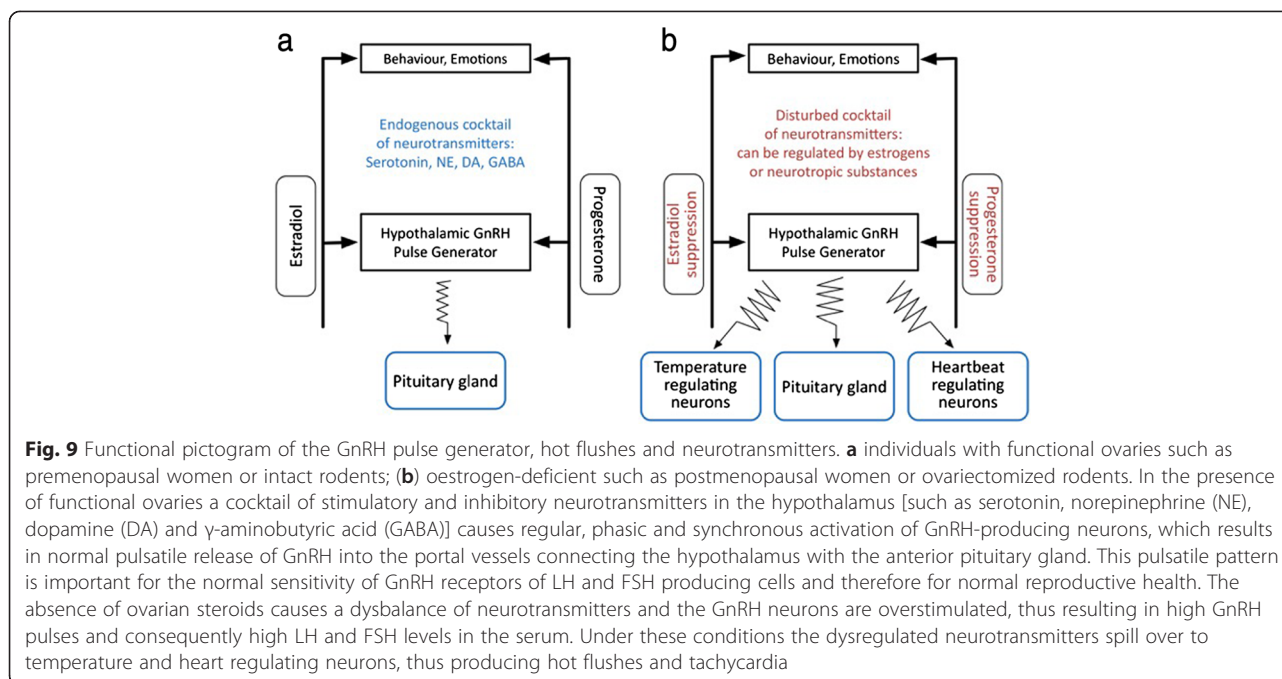 a
Behaviour, Emotions
Endogenous cocktail
of neurotransmitters:
Serotonin, NE, DA, GABA
Estradiol
Progesterone
Hypothalamic GnRH
Pulse Generator
Pituitary gland
b
Behaviour, Emotions
Disturbed cocktail
of neurotransmitters:
can be regulated by estrogens
or neurotropic substances
Estradiol
suppression
Progesterone
suppression
Hypothalamic GnRH
Pulse Generator
Temperature
regulating
neurons
Pituitary gland
Heartbeat
regulating
neurons
Fig. 9 Functional pictogram of the GnRH pulse generator, hot flushes and neurotransmitters. a individuals with functional ovaries such as
premenopausal women or intact rodents; (b) oestrogen-deficient such as postmenopausal women or ovariectomized rodents. In the presence
of functional ovaries a cocktail of stimulatory and inhibitory neurotransmitters in the hypothalamus [such as serotonin, norepinephrine (NE),
dopamine (DA) and γ-aminobutyric acid (GABA)] causes regular, phasic and synchronous activation of GnRH-producing neurons, which results
in normal pulsatile release of GnRH into the portal vessels connecting the hypothalamus with the anterior pituitary gland. This pulsatile pattern
is important for the normal sensitivity of GnRH receptors of LH and FSH producing cells and therefore for normal reproductive health. The
absence of ovarian steroids causes a dysbalance of neurotransmitters and the GnRH neurons are overstimulated, thus resulting in high GnRH
pulses and consequently high LH and FSH levels in the serum. Under these conditions the dysregulated neurotransmitters spill over to
temperature and heart regulating neurons, thus producing hot flushes and tachycardia